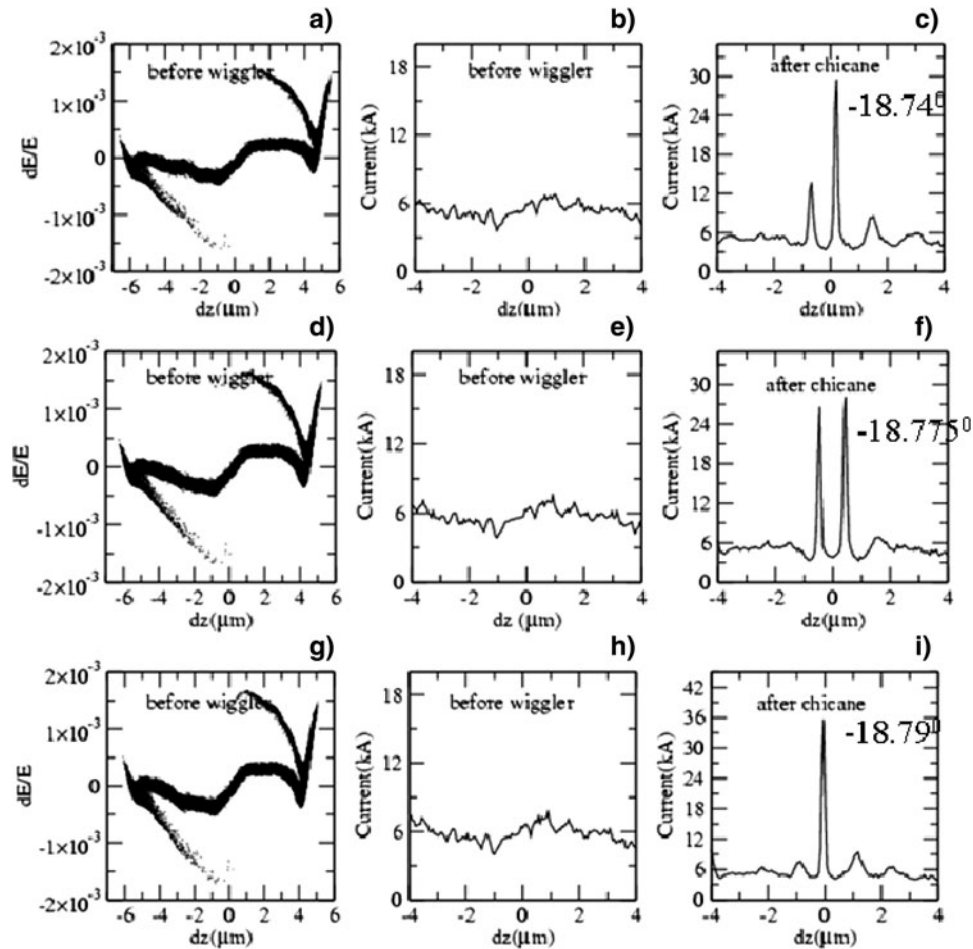 a)
b)
c)
2×10⁻³
1×10⁻³
0
-1×10⁻³
-2×10⁻³
dE/E
before wiggler
-6 -4 -2 0 2 4 6
dz(μm)
18
12
6
0
Current(kA)
before wiggler
-4 -2 0 2 4
dz(μm)
30
24
18
12
6
0
Current(kA)
after chicane
-18.74
-4 -2 0 2 4
dz(μm)
d)
e)
f)
2×10⁻³
1×10⁻³
0
-1×10⁻³
-2×10⁻³
dE/E
before wiggler
-6 -4 -2 0 2 4 6
dz(μm)
18
12
6
0
Current(kA)
before wiggler
-4 -2 0 2 4
dz (μm)
30
24
18
12
6
0
Current(kA)
after chicane
-18.775⁰
-4 -2 0 2 4
dz(μm)
g)
h)
i)
2×10⁻³
1×10⁻³
0
-1×10⁻³
-2×10⁻³
dE/E
before wiggler
-6 -4 -2 0 2 4 6
dz(μm)
18
12
6
0
Current(kA)
before wiggler
-4 -2 0 2 4
dz(μm)
42
36
30
24
18
12
6
0
Current(kA)
after chicane
-18.79
-4 -2 0 2 4
dz(μm)